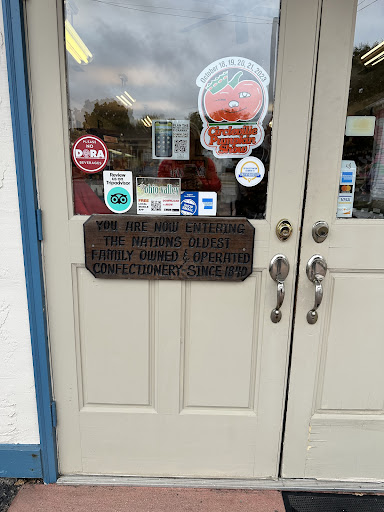 October 18, 19, 20, 21, 2023
Circleville
Pumpkin
Show
PLEASE
NO
DORA
BEVERAGES
Review
us on
Tripadvisor
YOU ARE NOW ENTERING
THE NATIONS OLDEST
FAMILY OWNED & OPERATED
CONFECTIONERY SINCE 1840